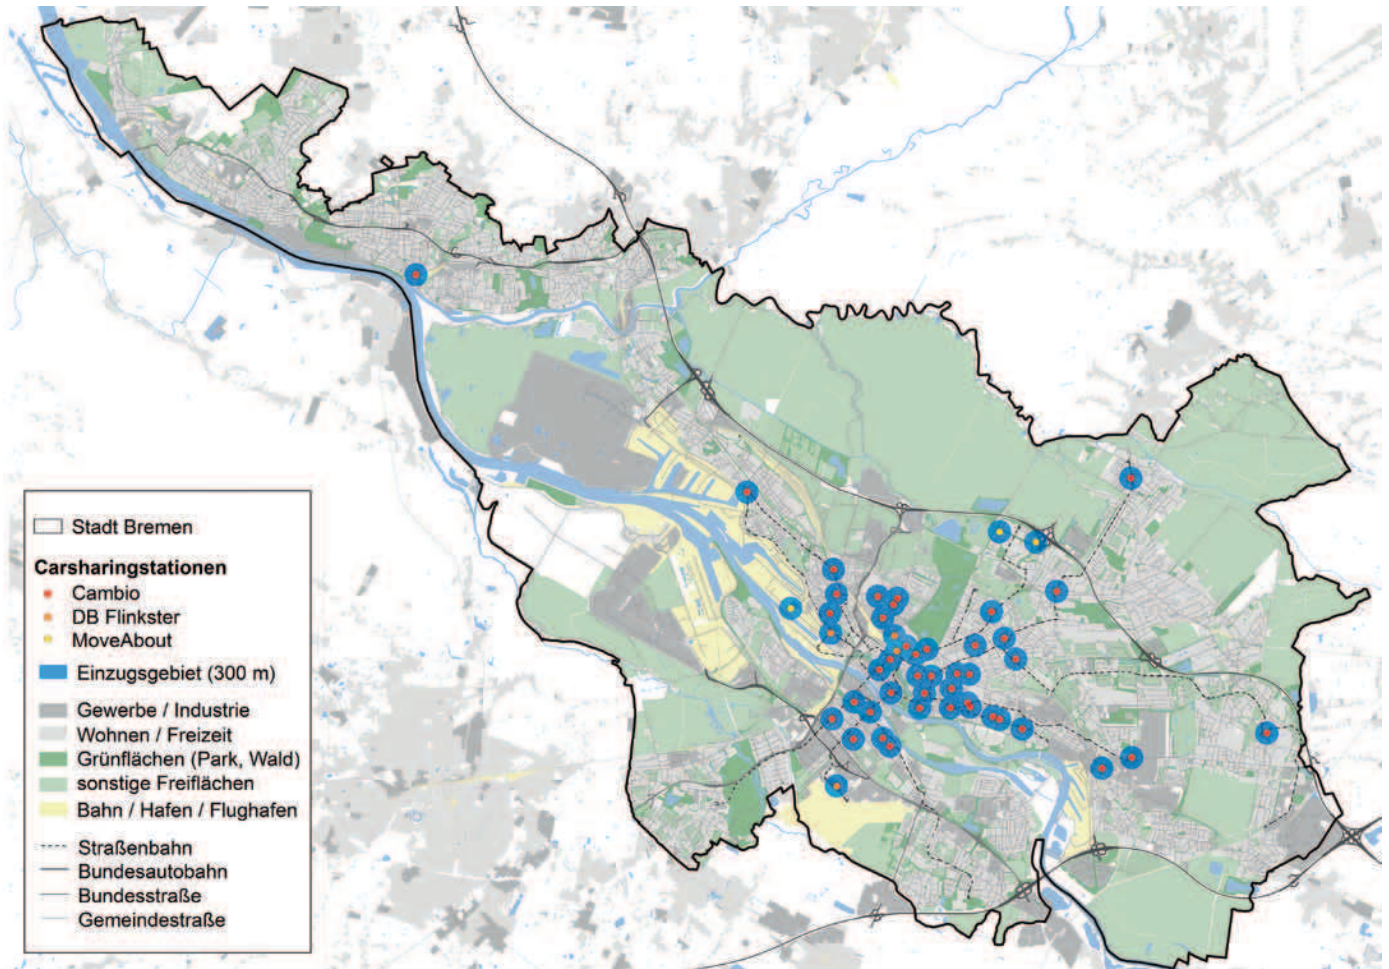 Stadt Bremen
Carsharingstationen
Cambio
DB Flinkster
MoveAbout
Einzugsgebiet (300 m)
Gewerbe / Industrie
Wohnen / Freizeit
Grünflächen (Park, Wald)
sonstige Freiflächen
Bahn / Hafen / Flughafen
Straßenbahn
Bundesautobahn
Bundesstraße
Gemeindestraße